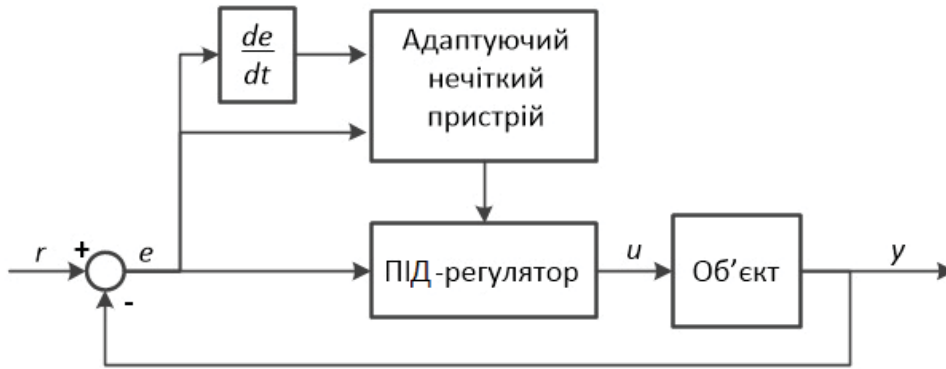 de
dt
Адаптуючий
нечіткий
пристрій
r
+
e
-
ПІД-регулятор
u
Об’єкт
y